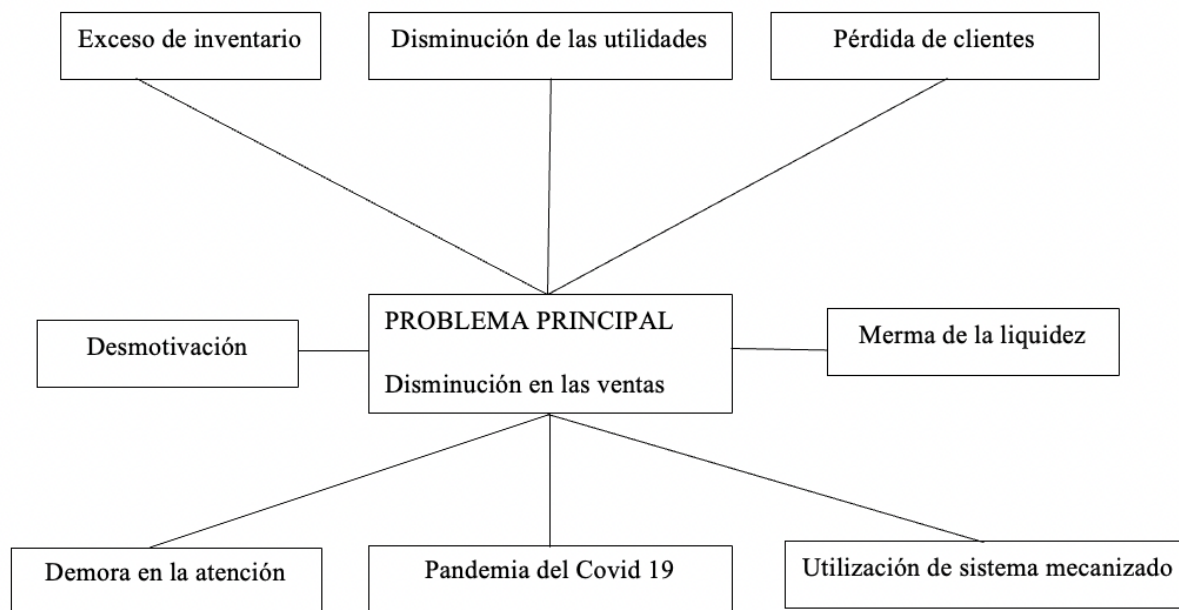 Exceso de inventario
Disminución de las utilidades
Pérdida de clientes
PROBLEMA PRINCIPAL
Disminución en las ventas
Desmotivación
Merma de la liquidez
Demora en la atención
Pandemia del Covid 19
Utilización de sistema mecanizado